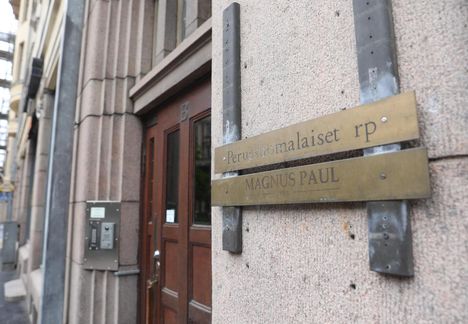 Perussuomalaiset rp
MAGNUS PAUL
B